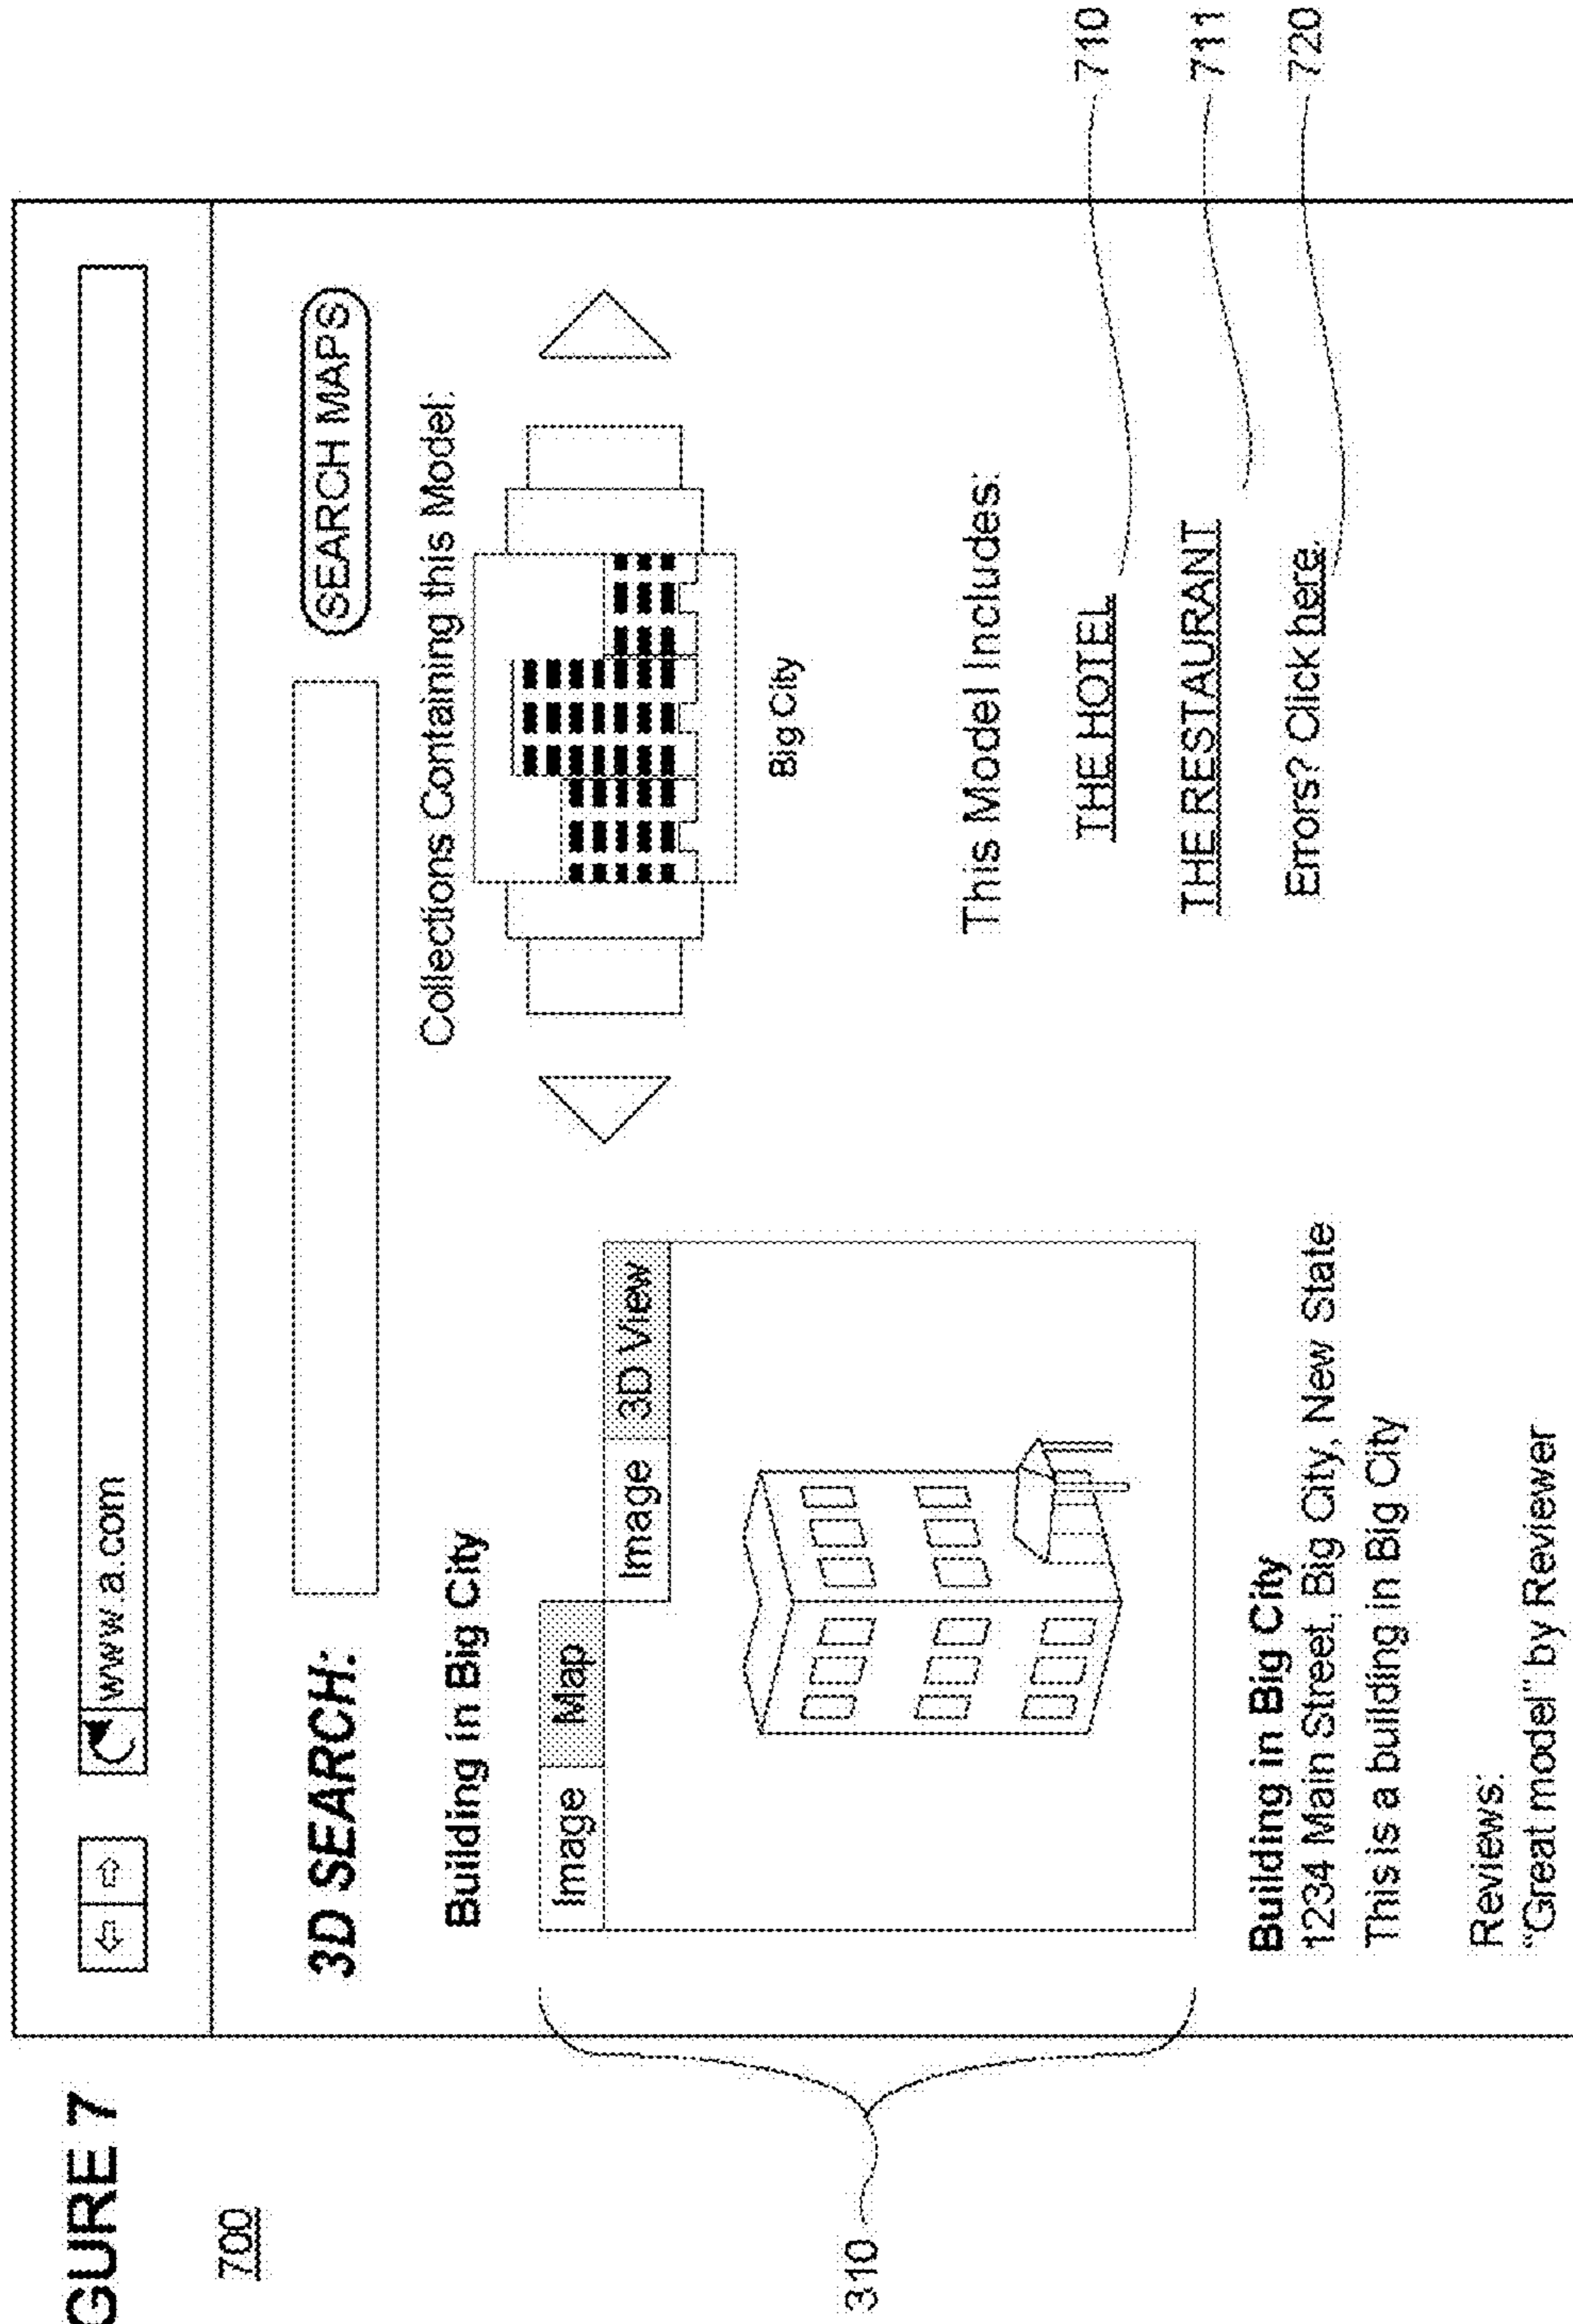 GURE 7
700
www.a.com
3D SEARCH:
SEARCH MAPS
Building in Big City
Collections Containing this Model:
Image Map
Image 3D View
Big City
310
This Model Includes:
THE HOTEL
710
THE RESTAURANT
711
Errors? Click here.
720
Building in Big City
1234 Main Street, Big City, New State
This is a building in Big City
Reviews:
"Great model" by Reviewer